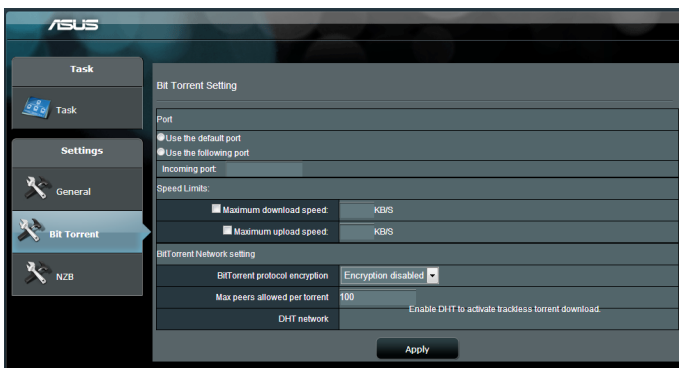 ASUS
Task
Task
Settings
General
Bit Torrent
NZB
Bit Torrent Setting
Port
Use the default port
Use the following port
Incoming port:
Speed Limits:
Maximum download speed: KB/S
Maximum upload speed: KB/S
BitTorrent Network setting
BitTorrent protocol encryption Encryption disabled
Max peers allowed per torrent 100
DHT network Enable DHT to activate trackless torrent download.
Apply